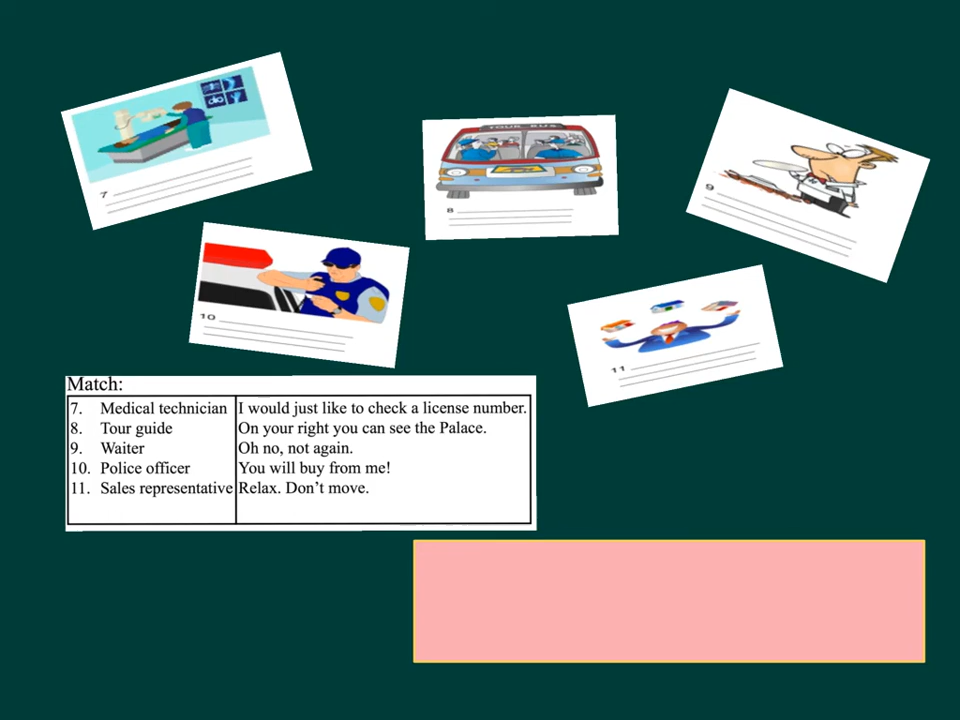 7
TOUR BUS
8
9
10
11
Match:
7. Medical technician I would just like to check a license number.
8. Tour guide On your right you can see the Palace.
9. Waiter Oh no, not again.
10. Police officer You will buy from me!
11. Sales representative Relax. Don’t move.